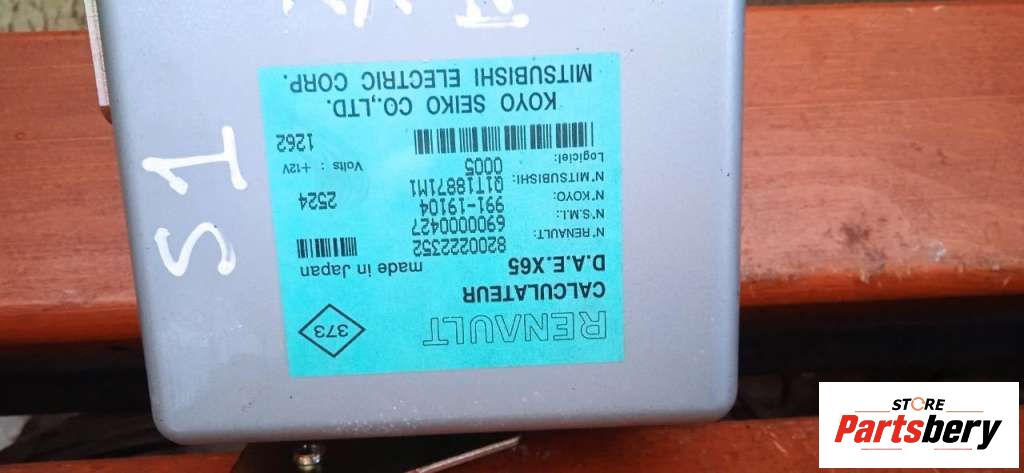 RENAULT
373
CALCULATEUR
D.A.E.X65
made in Japan
N° RENAULT: 8200222352
N°S.M.I.: 6900000427
N°KOYO: 991-19104
2524
N°MITSUBISHI: Q1T18871M1
Logiciel: 0005
Volts : +12V
1262
KOYO SEIKO CO.,LTD.
MITSUBISHI ELECTRIC CORP.
S1
STORE
Partsbery